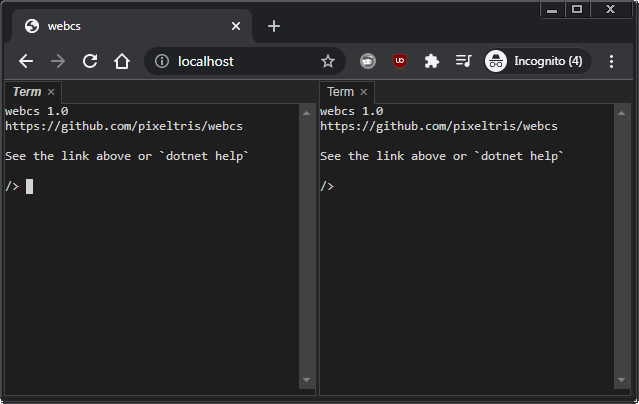 webcs
localhost
UD
Incognito (4)
Term
webcs 1.0
https://github.com/pixeltris/webcs
See the link above or `dotnet help`
/>
Term
webcs 1.0
https://github.com/pixeltris/webcs
See the link above or `dotnet help`
/>